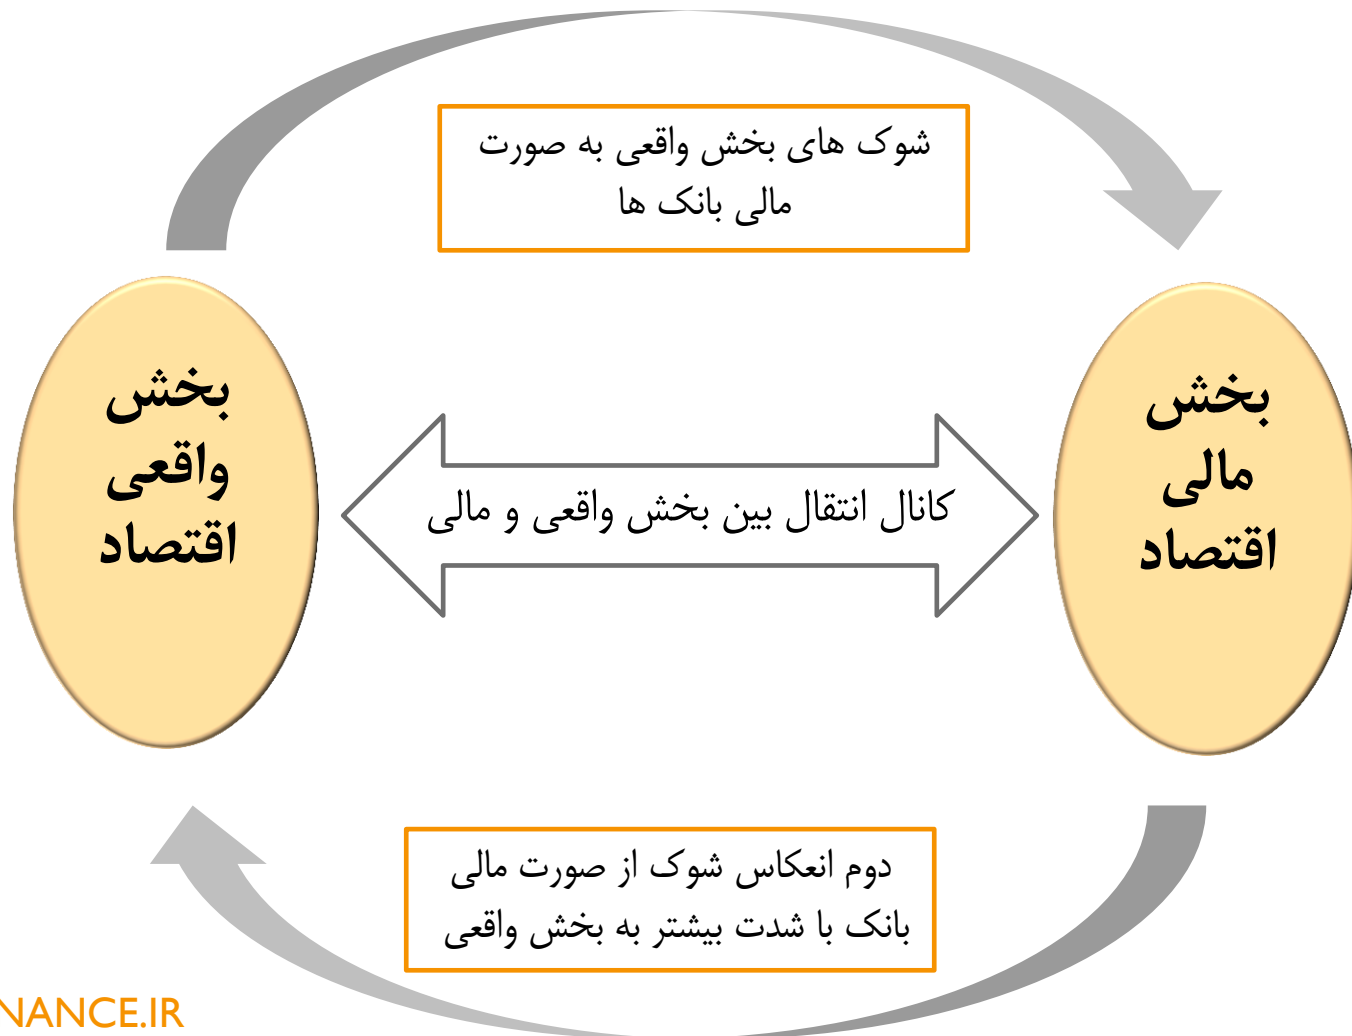 شوک های بخش واقعی به صورت
مالی بانک ها
بخش
واقعی
اقتصاد
کانال انتقال بین بخش واقعی و مالی
بخش
مالی
اقتصاد
دوم انعکاس شوک از صورت مالی
بانک با شدت بیشتر به بخش واقعی
NANCE.IR